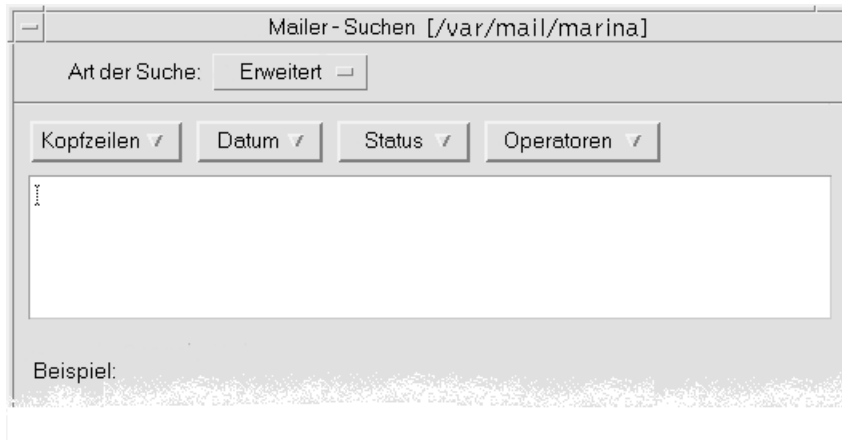 Mailer - Suchen [/var/mail/marina]
Art der Suche: Erweitert
Kopfzeilen Datum Status Operatoren
Beispiel: